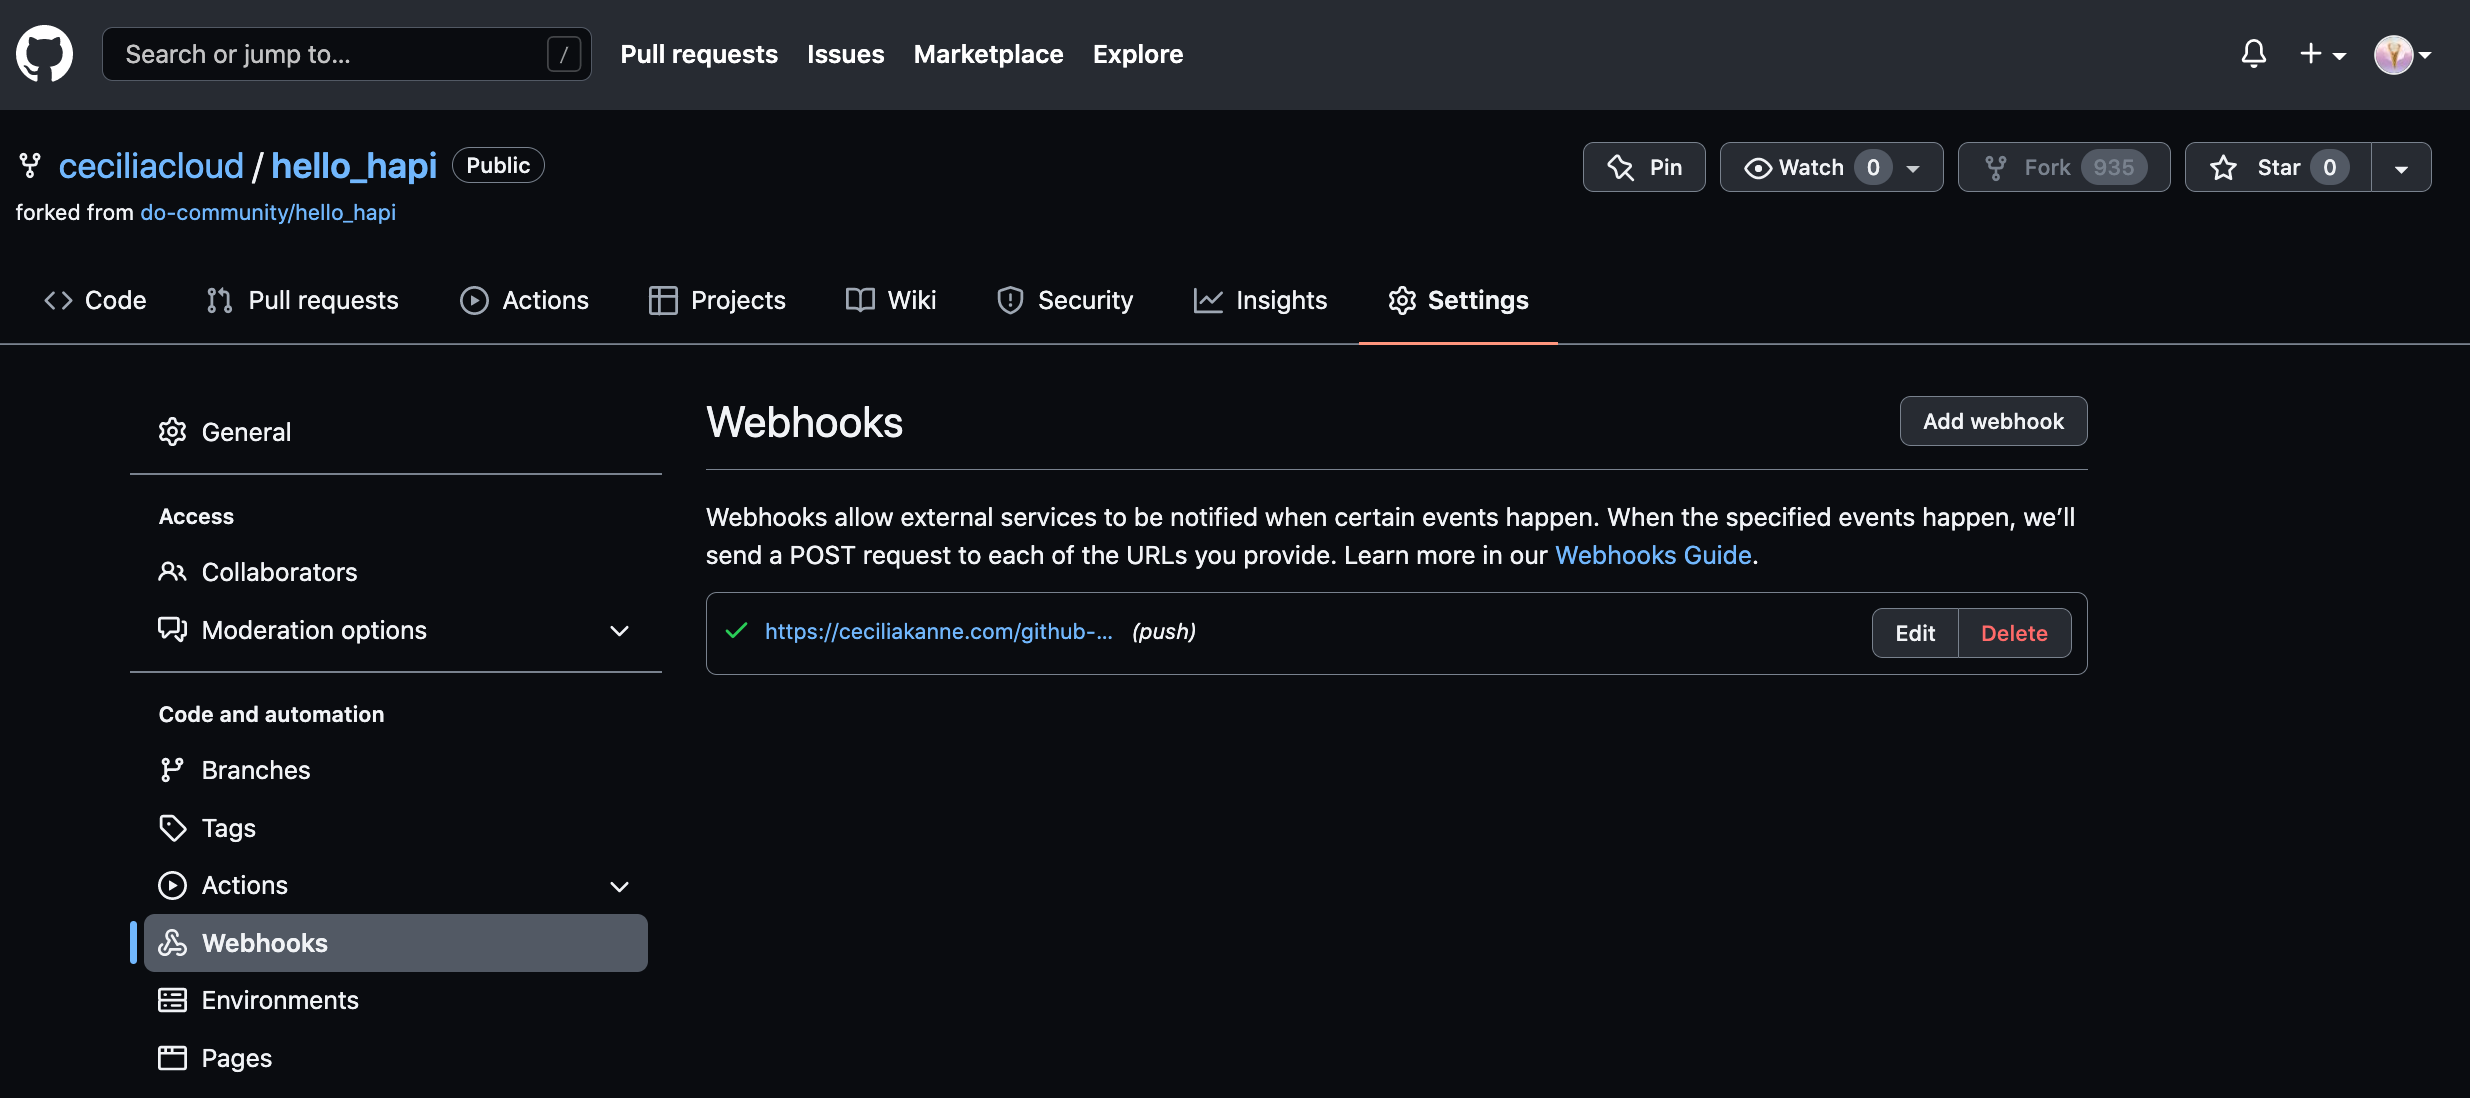 Search or jump to... / Pull requests Issues Marketplace Explore
ceciliacloud / hello_hapi Public Pin Watch 0 Fork 935 Star 0
forked from do-community/hello_hapi
Code Pull requests Actions Projects Wiki Security Insights Settings
General
Access
Collaborators
Moderation options
Code and automation
Branches
Tags
Actions
Webhooks
Environments
Pages
Webhooks Add webhook
Webhooks allow external services to be notified when certain events happen. When the specified events happen, we’ll
send a POST request to each of the URLs you provide. Learn more in our Webhooks Guide.
https://ceciliakanne.com/github-... (push) Edit Delete